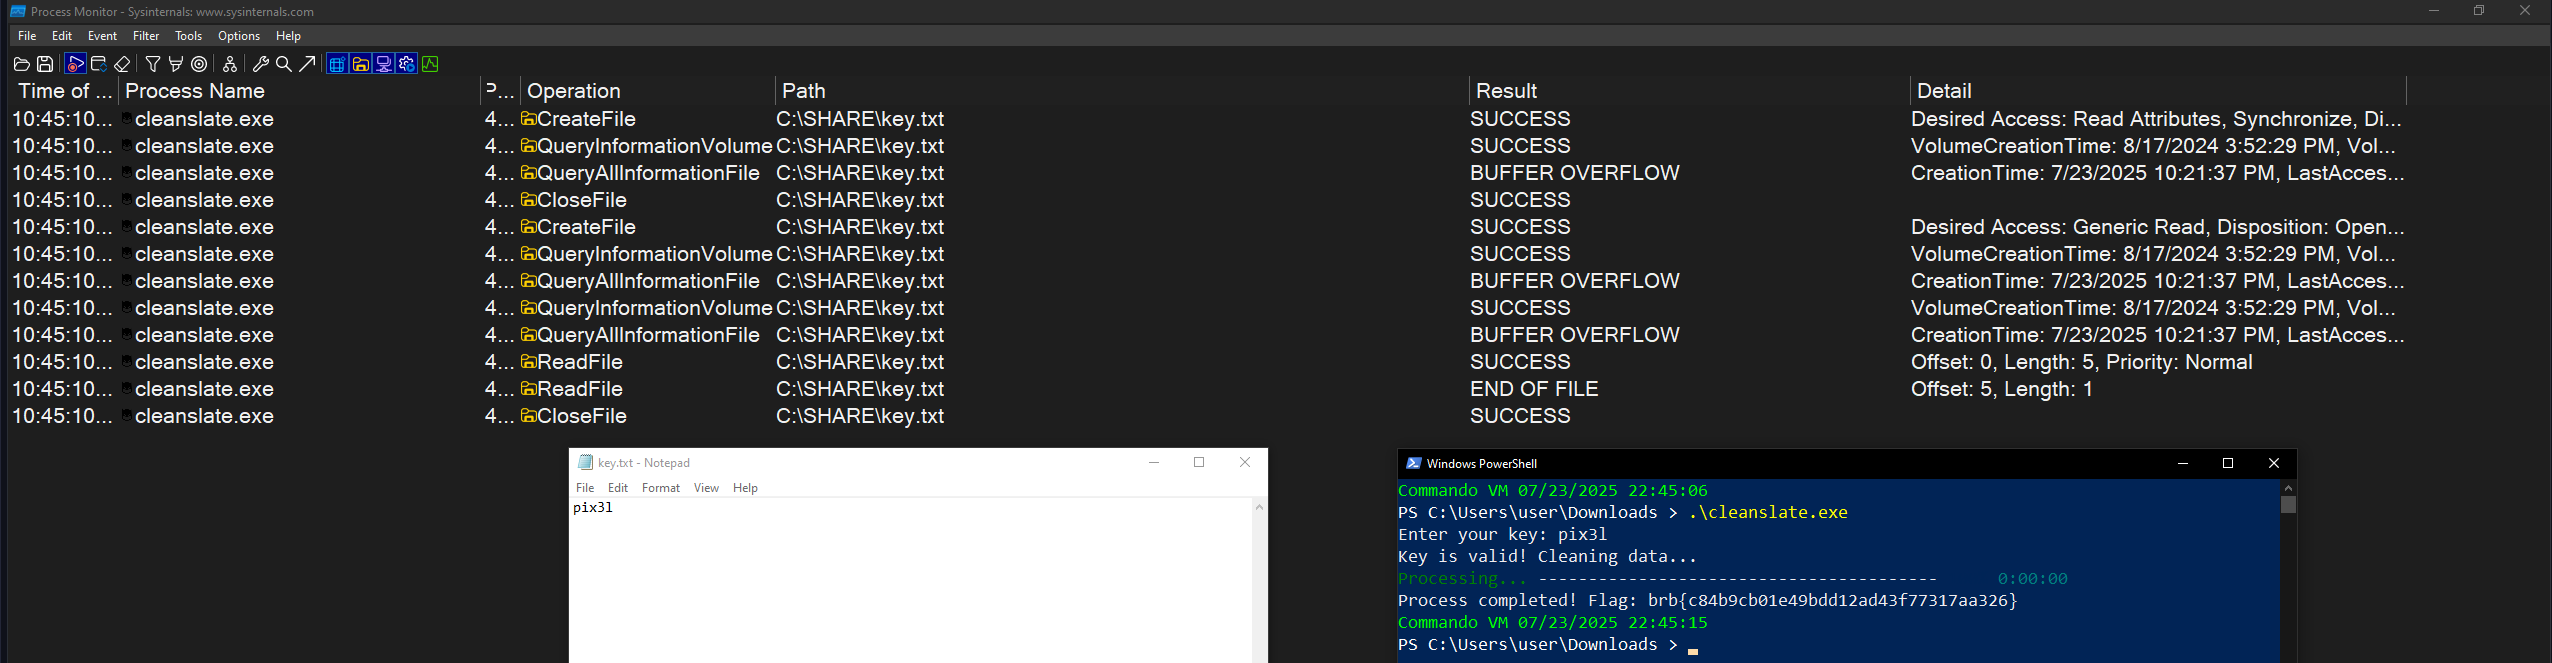 Process Monitor - Sysinternals: www.sysinternals.com
File Edit Event Filter Tools Options Help
Time of ... Process Name P... Operation Path Result Detail
10:45:10... cleanslate.exe 4... CreateFile C:\SHARE\key.txt SUCCESS Desired Access: Read Attributes, Synchronize, Di...
10:45:10... cleanslate.exe 4... QueryInformationVolume C:\SHARE\key.txt SUCCESS VolumeCreationTime: 8/17/2024 3:52:29 PM, Vol...
10:45:10... cleanslate.exe 4... QueryAllInformationFile C:\SHARE\key.txt BUFFER OVERFLOW CreationTime: 7/23/2025 10:21:37 PM, LastAcces...
10:45:10... cleanslate.exe 4... CloseFile C:\SHARE\key.txt SUCCESS
10:45:10... cleanslate.exe 4... CreateFile C:\SHARE\key.txt SUCCESS Desired Access: Generic Read, Disposition: Open...
10:45:10... cleanslate.exe 4... QueryInformationVolume C:\SHARE\key.txt SUCCESS VolumeCreationTime: 8/17/2024 3:52:29 PM, Vol...
10:45:10... cleanslate.exe 4... QueryAllInformationFile C:\SHARE\key.txt BUFFER OVERFLOW CreationTime: 7/23/2025 10:21:37 PM, LastAcces...
10:45:10... cleanslate.exe 4... QueryInformationVolume C:\SHARE\key.txt SUCCESS VolumeCreationTime: 8/17/2024 3:52:29 PM, Vol...
10:45:10... cleanslate.exe 4... QueryAllInformationFile C:\SHARE\key.txt BUFFER OVERFLOW CreationTime: 7/23/2025 10:21:37 PM, LastAcces...
10:45:10... cleanslate.exe 4... ReadFile C:\SHARE\key.txt SUCCESS Offset: 0, Length: 5, Priority: Normal
10:45:10... cleanslate.exe 4... ReadFile C:\SHARE\key.txt END OF FILE Offset: 5, Length: 1
10:45:10... cleanslate.exe 4... CloseFile C:\SHARE\key.txt SUCCESS
key.txt - Notepad
File Edit Format View Help
pix3l
Windows PowerShell
Commando VM 07/23/2025 22:45:06
PS C:\Users\user\Downloads > .\cleanslate.exe
Enter your key: pix3l
Key is valid! Cleaning data...
Processing... ---------------------------------------- 0:00:00
Process completed! Flag: brb{c84b9cb01e49bdd12ad43f77317aa326}
Commando VM 07/23/2025 22:45:15
PS C:\Users\user\Downloads >